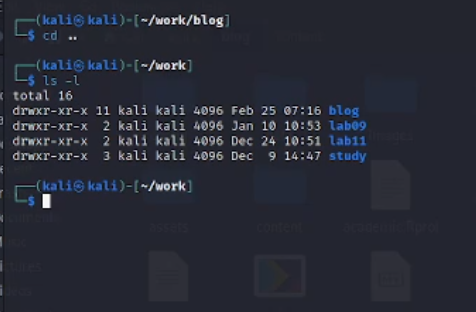 ┌──(kali㉿kali)-[~/work/blog]
└─$ cd ..
┌──(kali㉿kali)-[~/work]
└─$ ls -l
total 16
drwxr-xr-x 11 kali kali 4096 Feb 25 07:16 blog
drwxr-xr-x  2 kali kali 4096 Jan 10 10:53 lab09
drwxr-xr-x  2 kali kali 4096 Dec 24 10:51 lab11
drwxr-xr-x  3 kali kali 4096 Dec  9 14:47 study
┌──(kali㉿kali)-[~/work]
└─$
assets
content